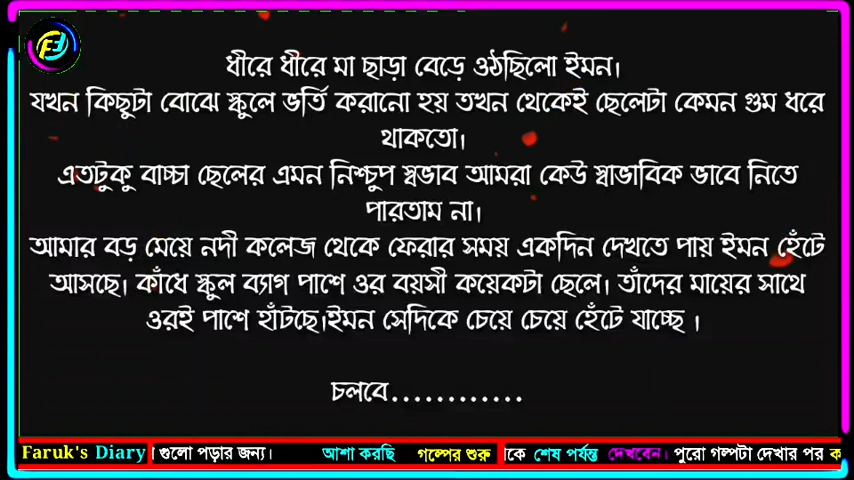 ধীরে ধীরে মা ছাড়া বেড়ে ওঠছিলো ইমন।
যখন কিছুটা বোঝে স্কুলে ভর্তি করানো হয় তখন থেকেই ছেলেটা কেমন গুম ধরে
থাকতো।
এতটুকু বাচ্চা ছেলের এমন নিশ্চুপ স্বভাব আমরা কেউ স্বাভাবিক ভাবে নিতে
পারতাম না।
আমার বড় মেয়ে নদী কলেজ থেকে ফেরার সময় একদিন দেখতে পায় ইমন হেঁটে
আসছে। কাঁধে স্কুল ব্যাগ পাশে ওর বয়সী কয়েকটা ছেলে। তাঁদের মায়ের সাথে
ওরই পাশে হাঁটছে।ইমন সেদিকে চেয়ে চেয়ে হেঁটে যাচ্ছে ।
চলবে............
Faruk's Diary গুলো পড়ার জন্য। আশা করছি গল্পের শুরু কে শেষ পর্যন্ত দেখবেন। পুরো গল্পটা দেখার পর ক